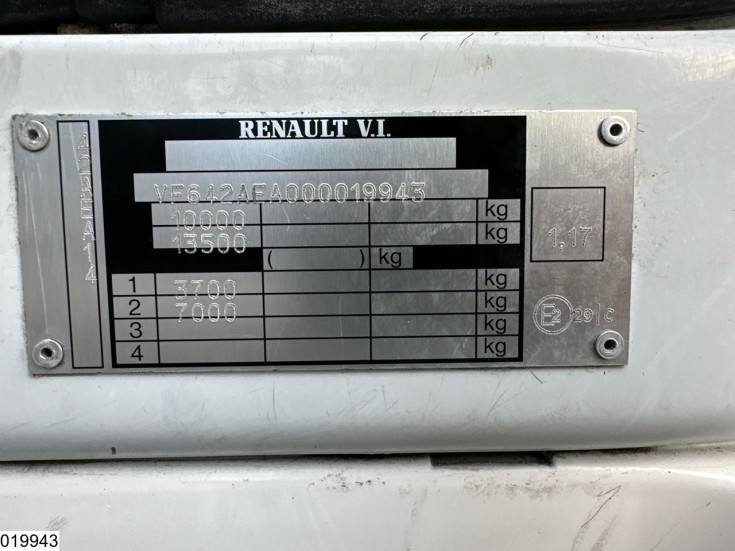 RENAULT V.I.
VF642AEA000019943
10000 kg
13500 kg
( ) kg
1 3700 kg
2 7000 kg
3 kg
4 kg
1,17
E2 29R C
019943